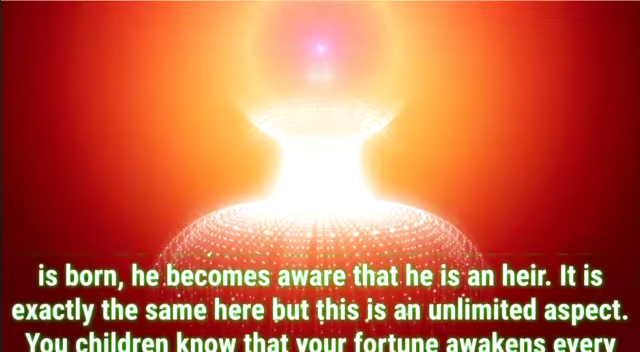 is born, he becomes aware that he is an heir. It is
exactly the same here but this is an unlimited aspect.
You children know that your fortune awakens every